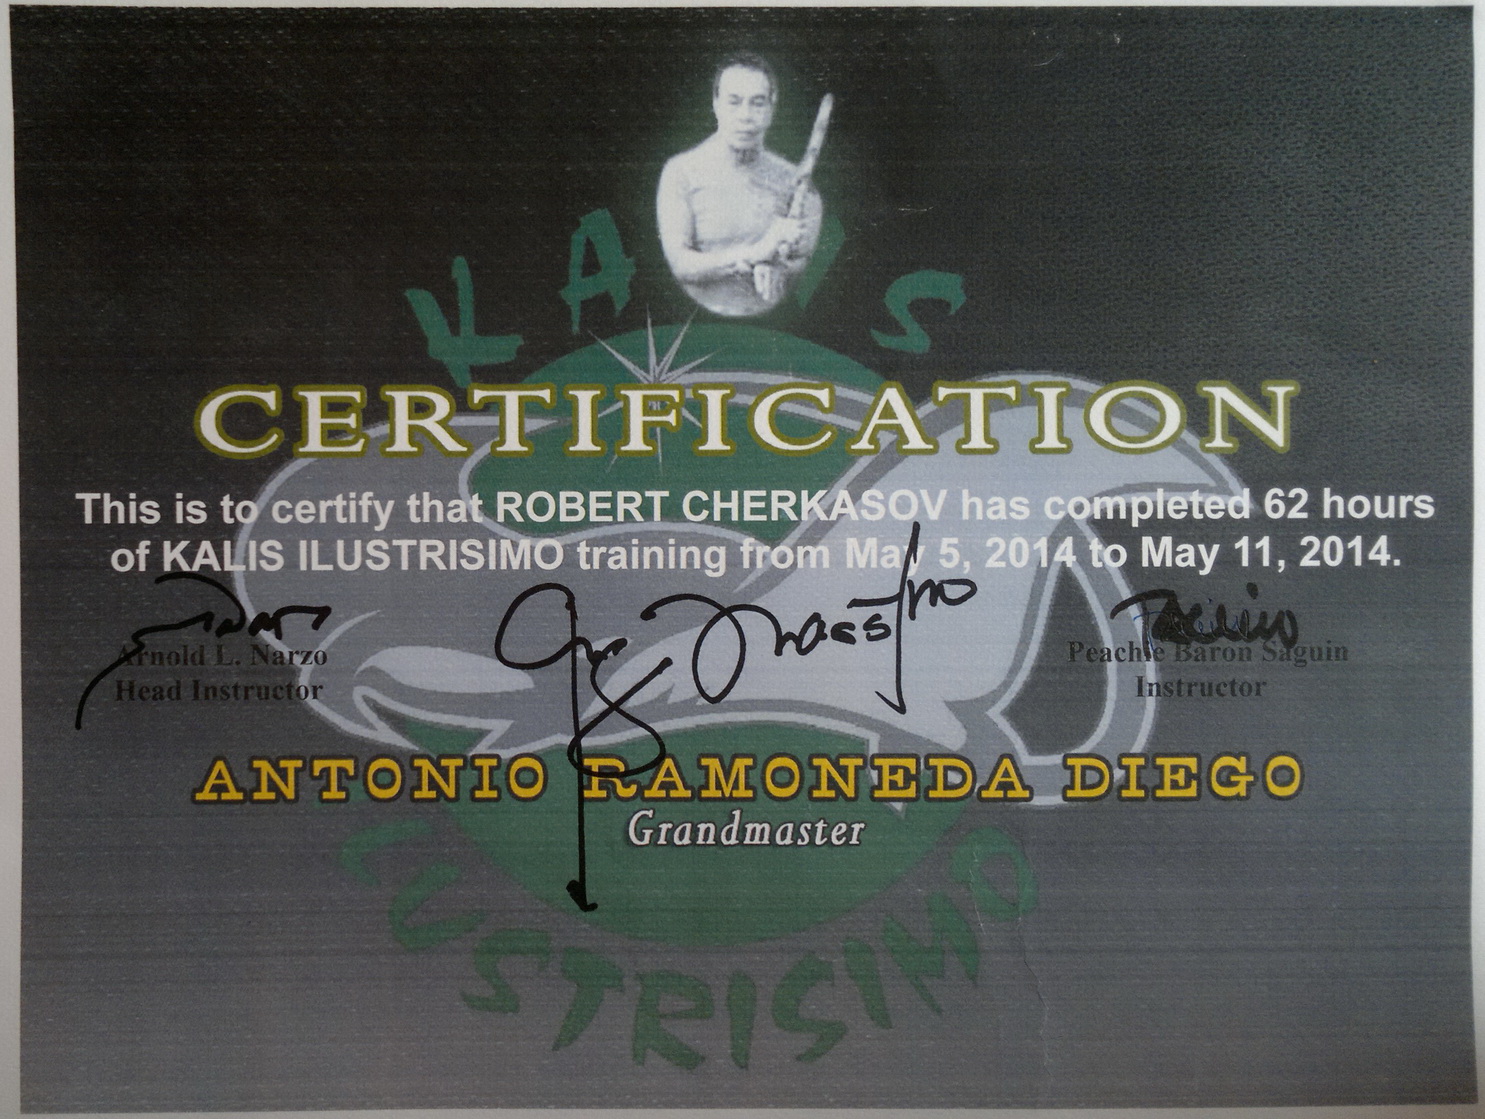 KALIS
CERTIFICATION
This is to certify that ROBERT CHERKASOV has completed 62 hours
of KALIS ILUSTRISIMO training from May 5, 2014 to May 11, 2014.
Arnold L. Narzo
Head Instructor
Peachie Baron Saguin
Instructor
ANTONIO RAMONEDA DIEGO
Grandmaster
ILUSTRISIMO